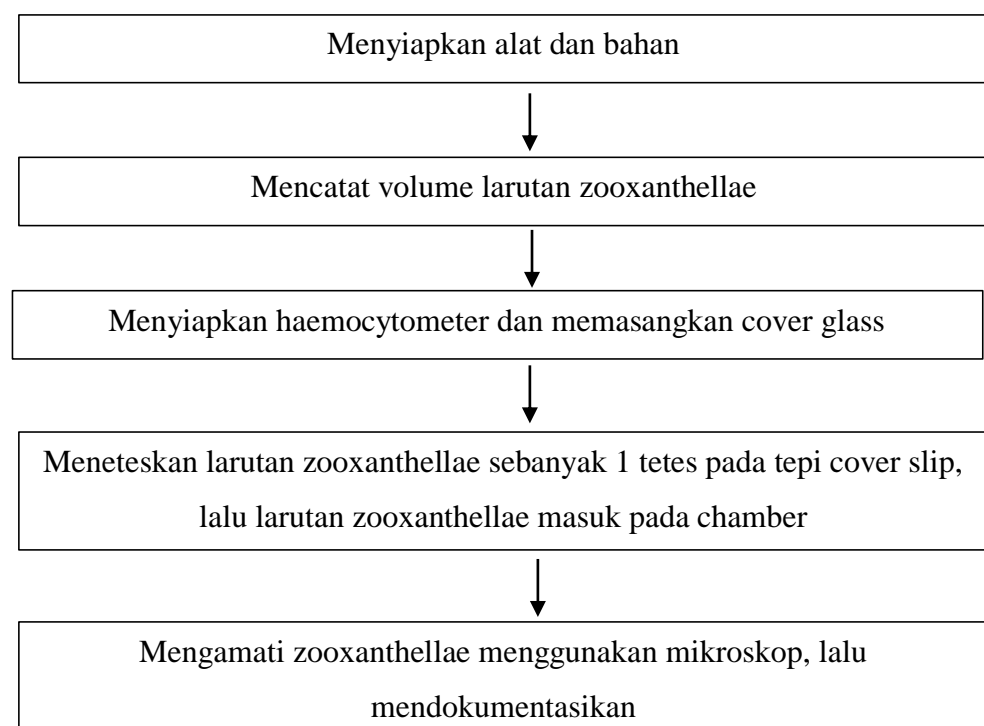 Menyiapkan alat dan bahan
Mencatat volume larutan zooxanthellae
Menyiapkan haemocytometer dan memasangkan cover glass
Meneteskan larutan zooxanthellae sebanyak 1 tetes pada tepi cover slip,
lalu larutan zooxanthellae masuk pada chamber
Mengamati zooxanthellae menggunakan mikroskop, lalu
mendokumentasikan